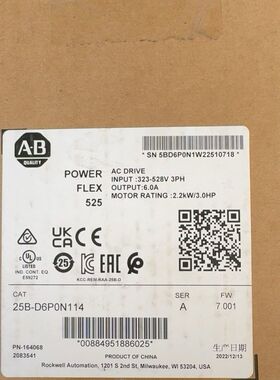 * SN 5BD6P0N1W22510718 *
A-B
QUALITY
POWER
FLEX
525
AC DRIVE
INPUT :323-528V 3PH
OUTPUT:6.0A
MOTOR RATING :2.2kW/3.0HP
UK
CA
CE
UL
LISTED
IND. CONT. EQ.
E59272
25
KCC-REM-RAA-25B-D
CAT
25B-D6P0N114
SER
A
FW
7.001
*00884951886025*
PN-164068
2083541
PRODUCT OF CHINA
生产日期
2022/12/13
Rockwell Automation, 1201 S 2nd St, Milwaukee, WI 53204, USA